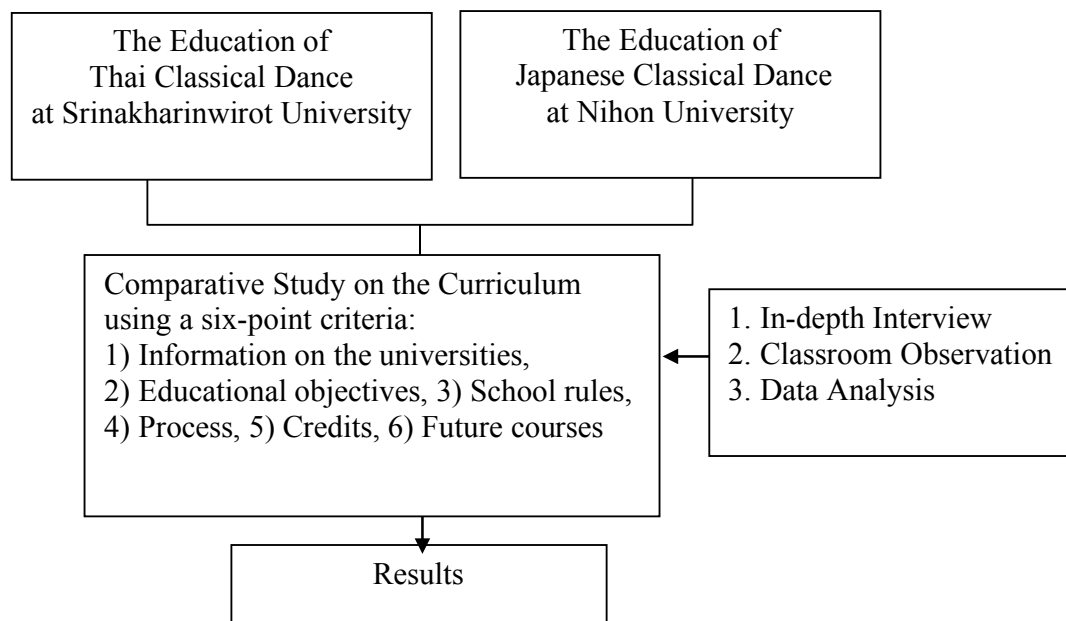 The Education of
Thai Classical Dance
at Srinakharinwirot University
The Education of
Japanese Classical Dance
at Nihon University
Comparative Study on the Curriculum
using a six-point criteria:
1) Information on the universities,
2) Educational objectives, 3) School rules,
4) Process, 5) Credits, 6) Future courses
1. In-depth Interview
2. Classroom Observation
3. Data Analysis
Results